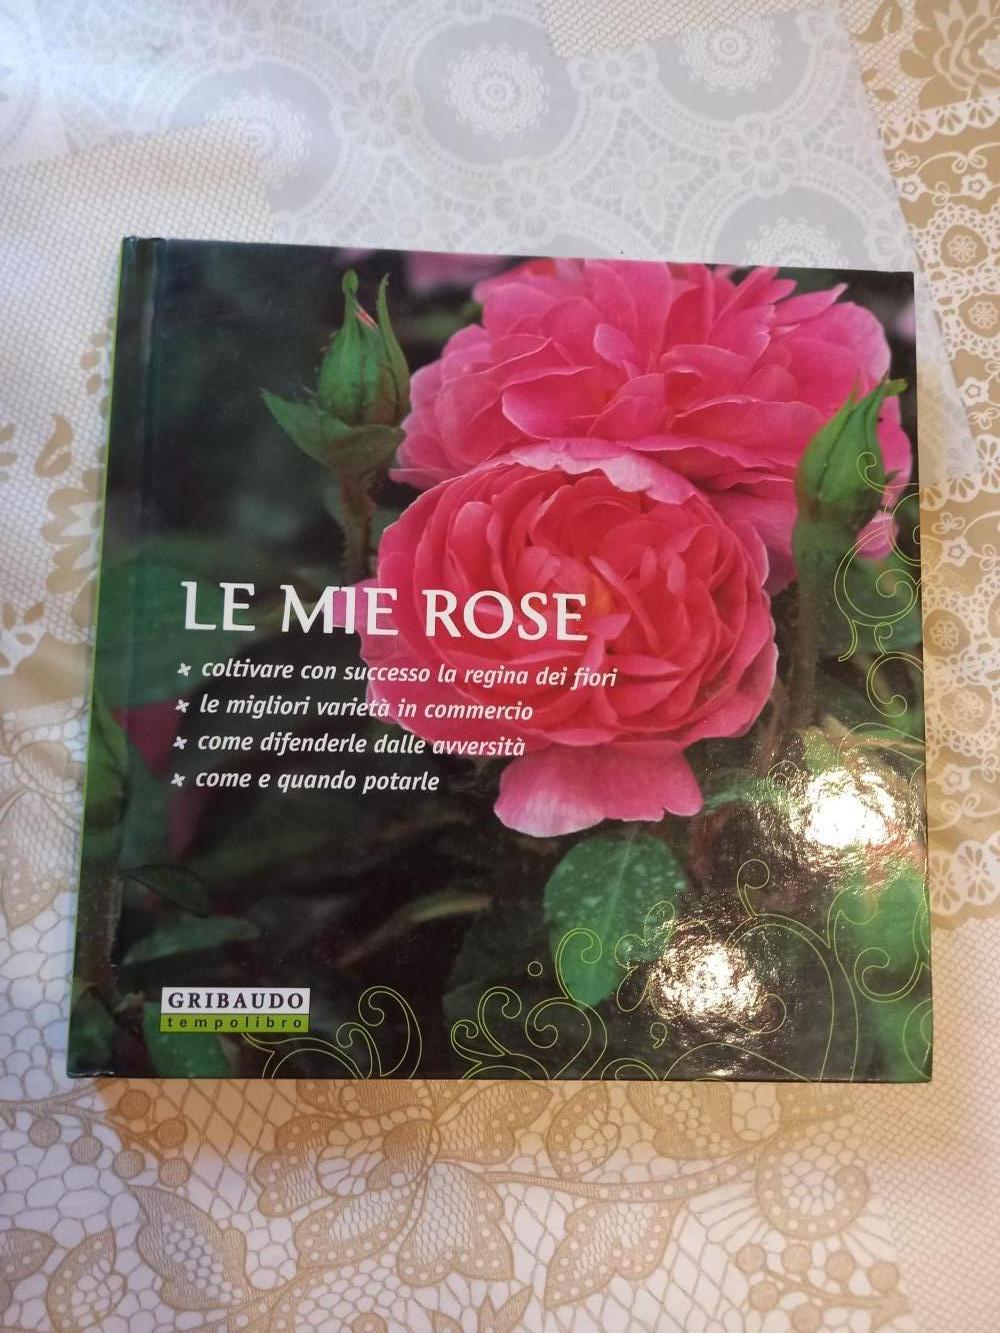 LE MIE ROSE
coltivare con successo la regina dei fiori
le migliori varietà in commercio
come difenderle dalle avversità
come e quando potarle
GRIBAUDO
tempolibro